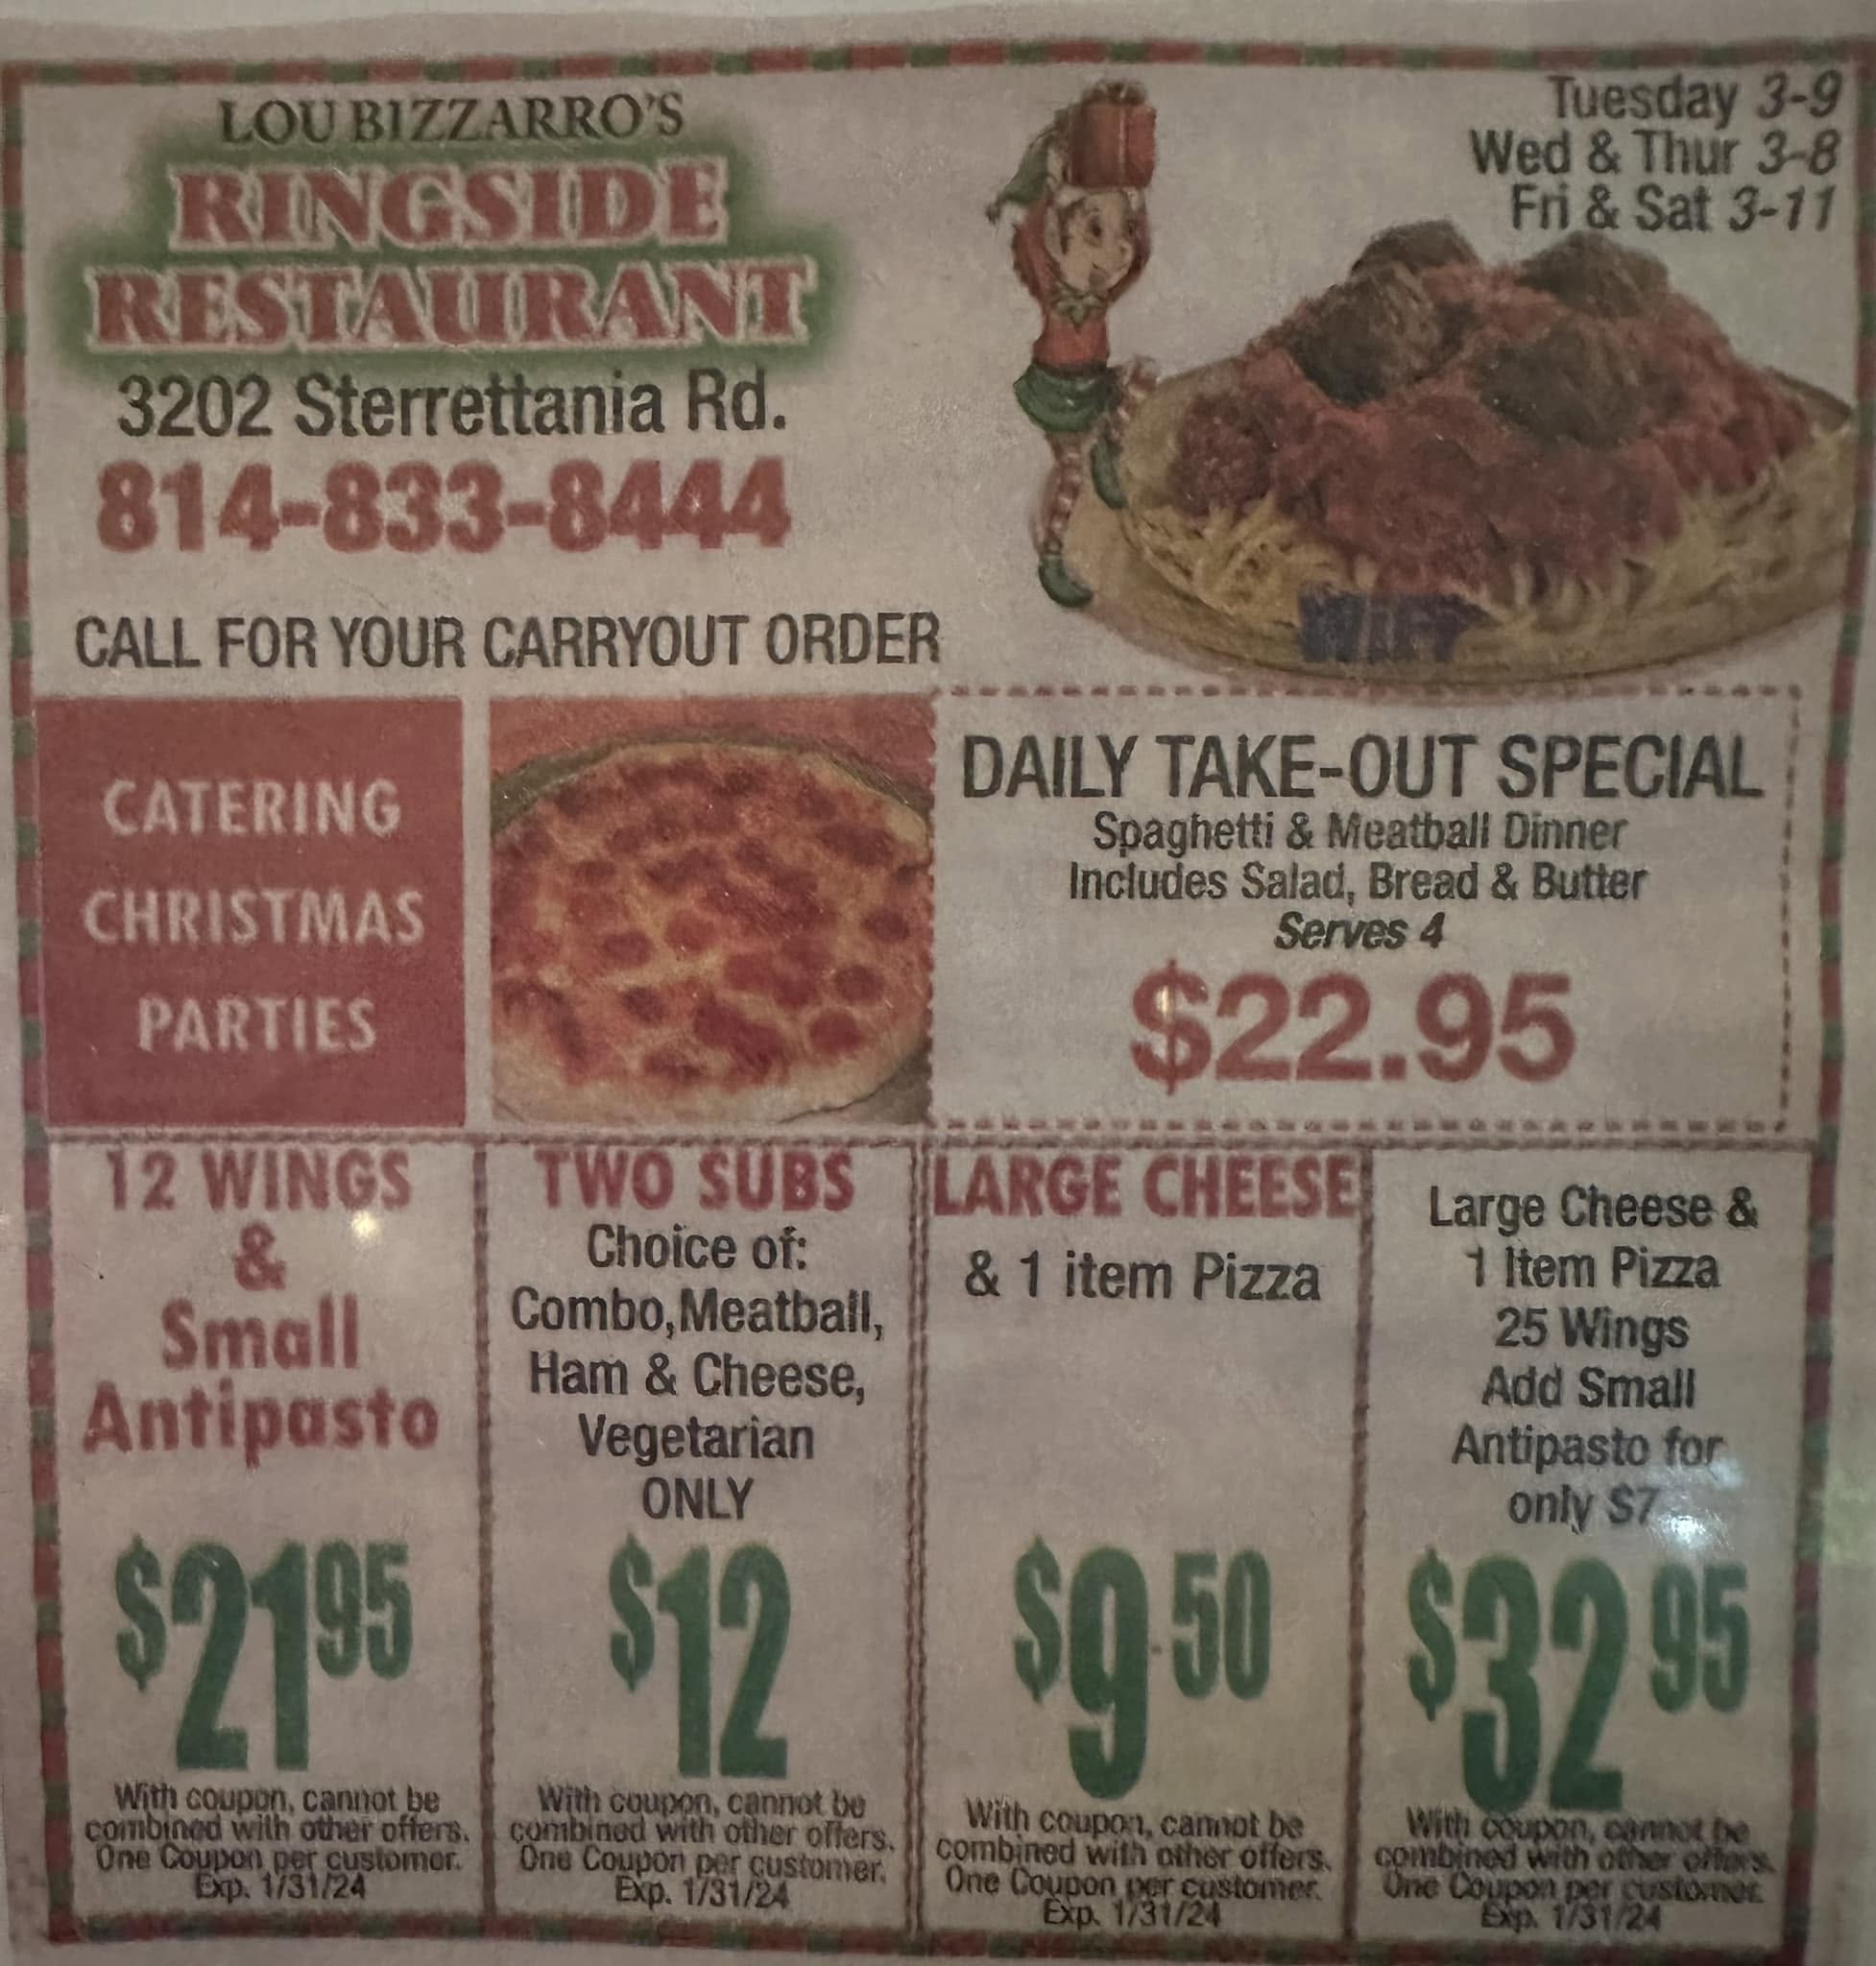 LOU BIZZARRO'S
RINGSIDE
RESTAURANT
3202 Sterrettania Rd.
814-833-8444
CALL FOR YOUR CARRYOUT ORDER
Tuesday 3-9
Wed & Thur 3-8
Fri & Sat 3-11
CATERING
CHRISTMAS
PARTIES
DAILY TAKE-OUT SPECIAL
Spaghetti & Meatball Dinner
Includes Salad, Bread & Butter
Serves 4
$22.95
12 WINGS
&
Small
Antipasto
$21 95
With coupon, cannot be
combined with other offers.
One Coupon per customer.
Exp. 1/31/24
TWO SUBS
Choice of:
Combo, Meatball,
Ham & Cheese,
Vegetarian
ONLY
$12
With coupon, cannot be
combined with other offers.
One Coupon per customer.
Exp. 1/31/24
LARGE CHEESE
& 1 item Pizza
$9.50
With coupon, cannot be
combined with other offers.
One Coupon per customer.
Exp. 1/31/24
Large Cheese &
1 Item Pizza
25 Wings
Add Small
Antipasto for
only $7
$32 95
With coupon, cannot be
combined with other offers.
One Coupon per customer.
Exp. 1/31/24